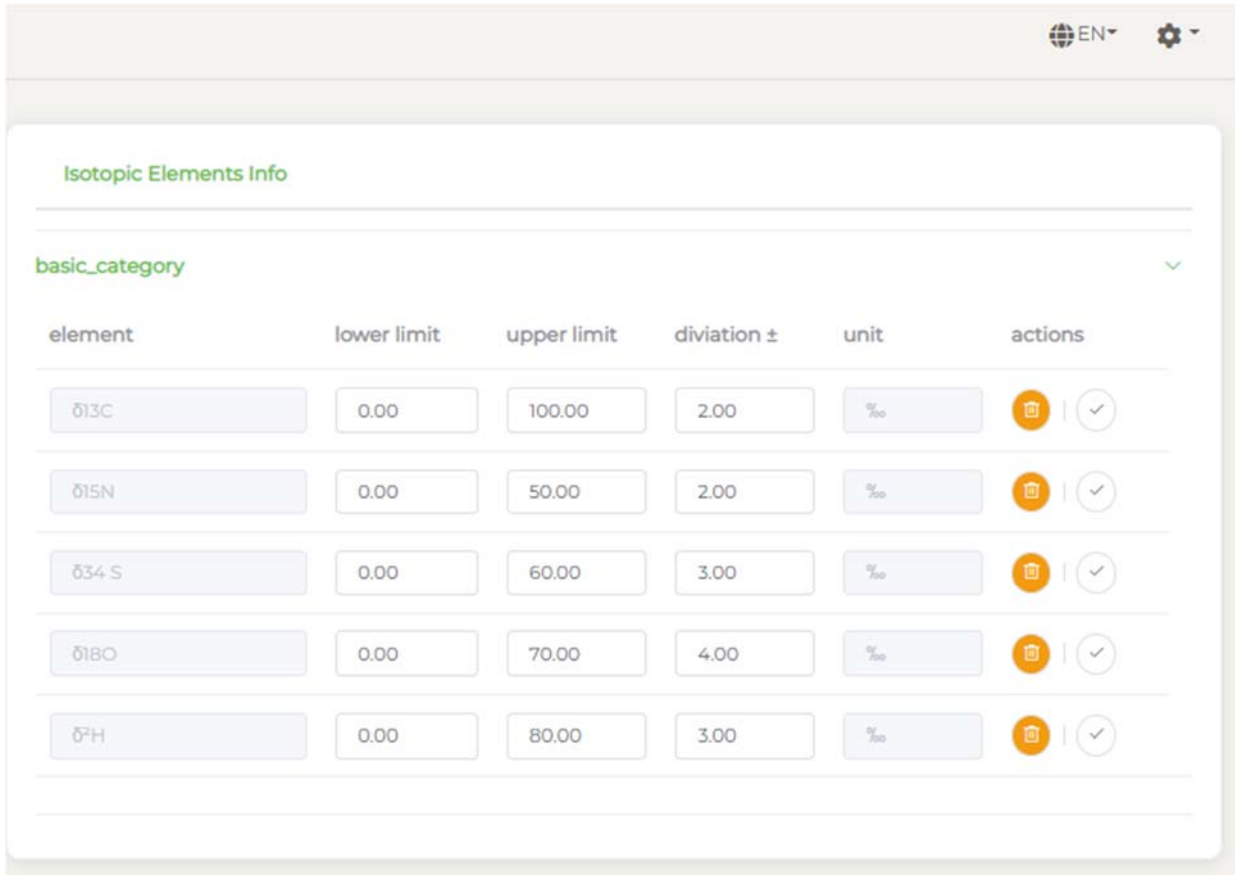 EN
Isotopic Elements Info
basic_category
element lower limit upper limit diviation ± unit actions
δ13C 0.00 100.00 2.00 ‰
δ15N 0.00 50.00 2.00 ‰
δ34 S 0.00 60.00 3.00 ‰
δ18O 0.00 70.00 4.00 ‰
δ²H 0.00 80.00 3.00 ‰